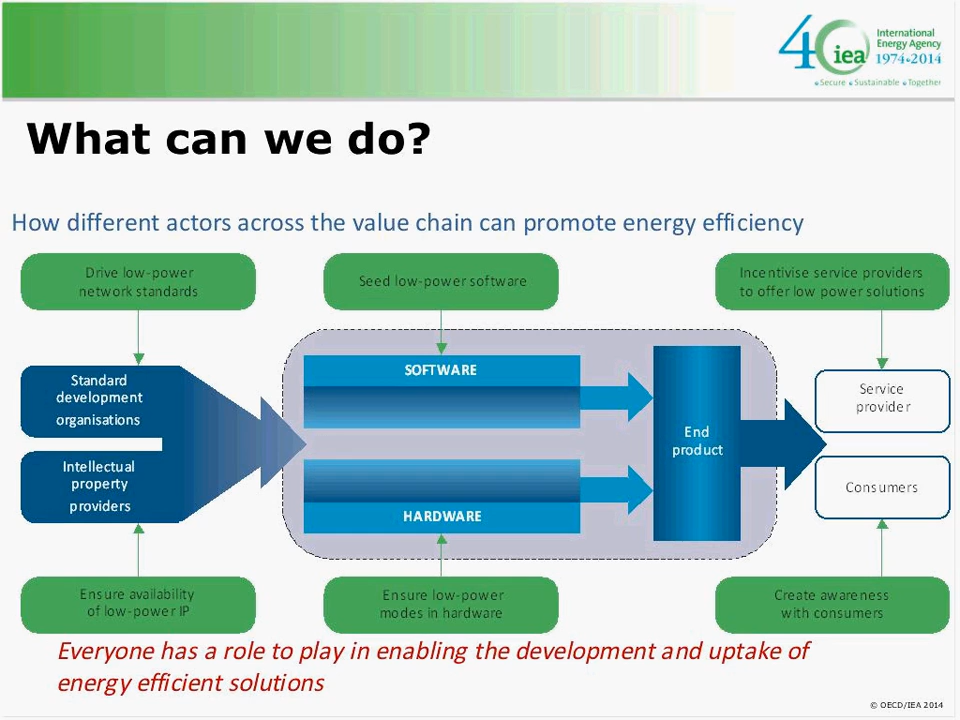 40 iea International
Energy Agency
1974•2014
•Secure •Sustainable •Together
What can we do?
How different actors across the value chain can promote energy efficiency
Drive low-power
network standards
Seed low-power software
Incentivise service providers
to offer low power solutions
Standard
development
organisations
SOFTWARE
Service
provider
End
product
Intellectual
property
providers
HARDWARE
Consumers
Ensure availability
of low-power IP
Ensure low-power
modes in hardware
Create awareness
with consumers
Everyone has a role to play in enabling the development and uptake of
energy efficient solutions
© OECD/IEA 2014